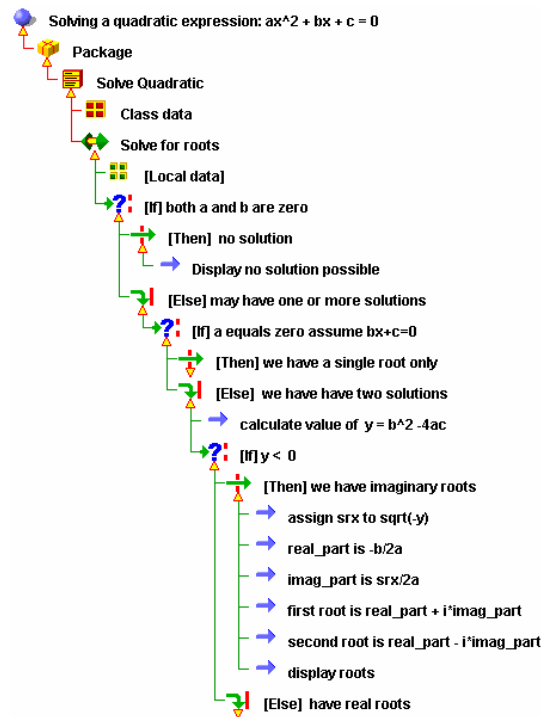 Solving a quadratic expression: ax^2 + bx + c = 0
Package
Solve Quadratic
Class data
Solve for roots
[Local data]
[If] both a and b are zero
[Then] no solution
Display no solution possible
[Else] may have one or more solutions
[If] a equals zero assume bx+c=0
[Then] we have a single root only
[Else] we have have two solutions
calculate value of y = b^2 -4ac
[If] y < 0
[Then] we have imaginary roots
assign srx to sqrt(-y)
real_part is -b/2a
imag_part is srx/2a
first root is real_part + i*imag_part
second root is real_part - i*imag_part
display roots
[Else] have real roots